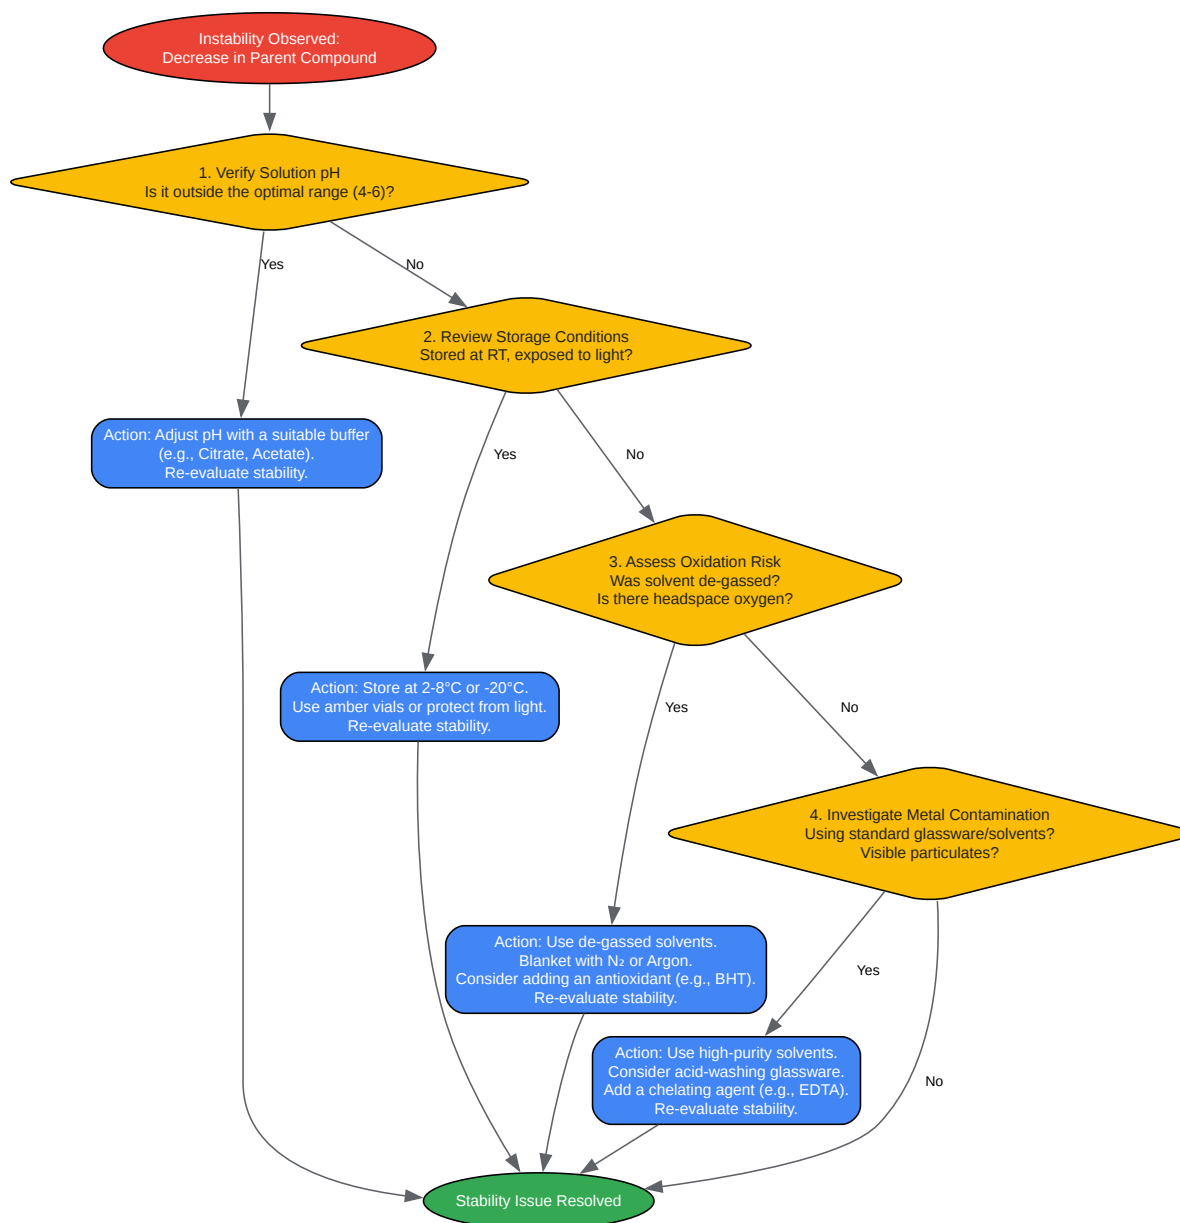 Instability Observed:
Decrease in Parent Compound
1. Verify Solution pH
Is it outside the optimal range (4-6)?
Yes
No
2. Review Storage Conditions
Stored at RT, exposed to light?
Action: Adjust pH with a suitable buffer
(e.g., Citrate, Acetate).
Re-evaluate stability.
Yes
No
3. Assess Oxidation Risk
Was solvent de-gassed?
Is there headspace oxygen?
Action: Store at 2-8°C or -20°C.
Use amber vials or protect from light.
Re-evaluate stability.
Yes
No
4. Investigate Metal Contamination
Using standard glassware/solvents?
Visible particulates?
Action: Use de-gassed solvents.
Blanket with N₂ or Argon.
Consider adding an antioxidant (e.g., BHT).
Re-evaluate stability.
Yes
No
Action: Use high-purity solvents.
Consider acid-washing glassware.
Add a chelating agent (e.g., EDTA).
Re-evaluate stability.
Stability Issue Resolved